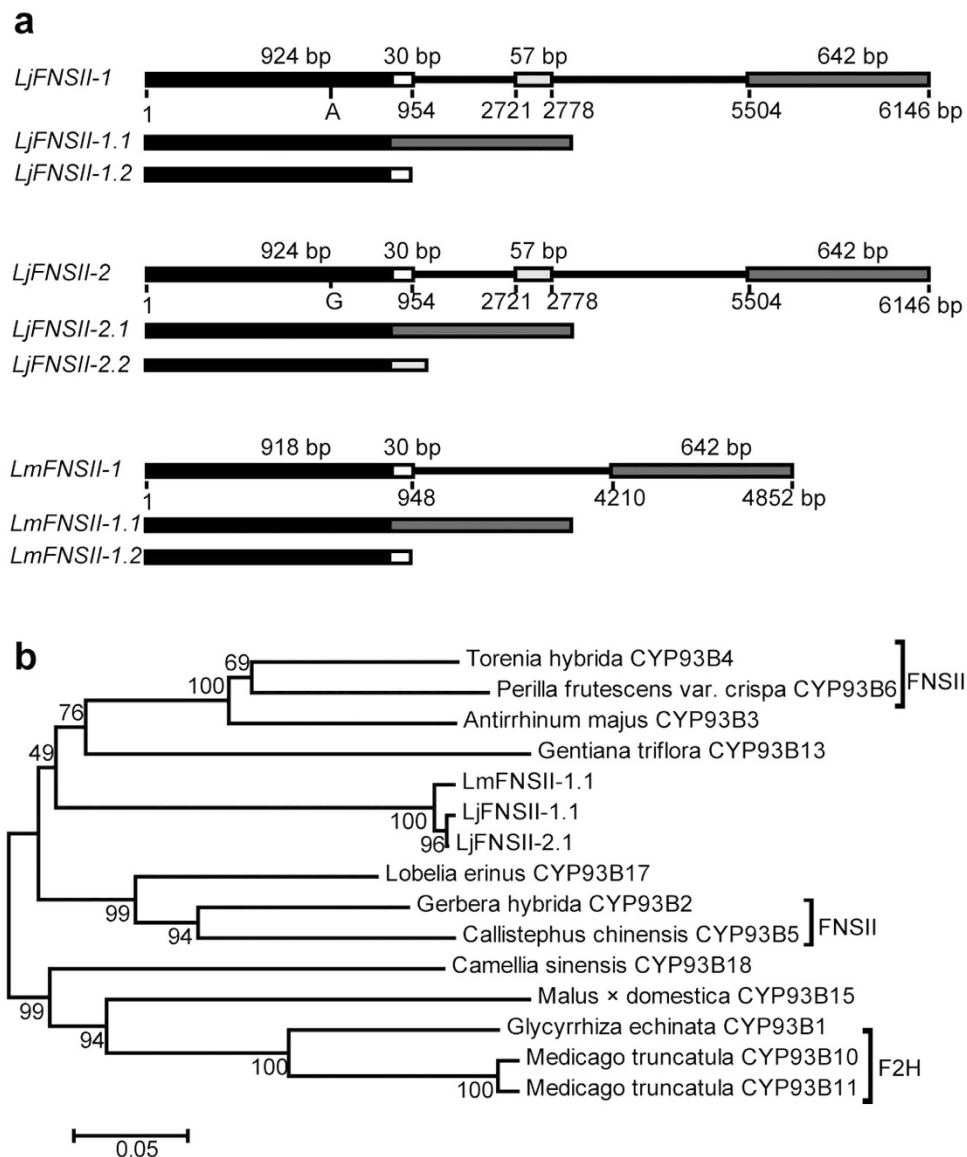 a
924 bp 30 bp 57 bp 642 bp
LjFNSII-1
1 A 954 2721 2778 5504 6146 bp
LjFNSII-1.1
LjFNSII-1.2
924 bp 30 bp 57 bp 642 bp
LjFNSII-2
1 G 954 2721 2778 5504 6146 bp
LjFNSII-2.1
LjFNSII-2.2
918 bp 30 bp 642 bp
LmFNSII-1
1 948 4210 4852 bp
LmFNSII-1.1
LmFNSII-1.2
b
69 Torenia hybrida CYP93B4
100 Perilla frutescens var. crispa CYP93B6 FNSII
76 Antirrhinum majus CYP93B3
49 Gentiana triflora CYP93B13
LmFNSII-1.1
100 LjFNSII-1.1
96 LjFNSII-2.1
Lobelia erinus CYP93B17
99 Gerbera hybrida CYP93B2
94 Callistephus chinensis CYP93B5 FNSII
Camellia sinensis CYP93B18
99 Malus × domestica CYP93B15
94 Glycyrrhiza echinata CYP93B1
100 Medicago truncatula CYP93B10 F2H
100 Medicago truncatula CYP93B11
0.05